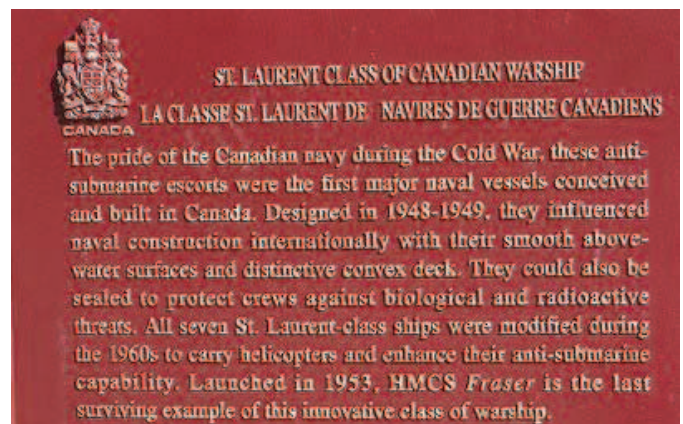 ST. LAURENT CLASS OF CANADIAN WARSHIP
LA CLASSE ST. LAURENT DE NAVIRES DE GUERRE CANADIENS
CANADA
The pride of the Canadian navy during the Cold War, these anti-
submarine escorts were the first major naval vessels conceived
and built in Canada. Designed in 1948-1949, they influenced
naval construction internationally with their smooth above-
water surfaces and distinctive convex deck. They could also be
sealed to protect crews against biological and radioactive
threats. All seven St. Laurent-class ships were modified during
the 1960s to carry helicopters and enhance their anti-submarine
capability. Launched in 1953, HMCS Fraser is the last
surviving example of this innovative class of warship.